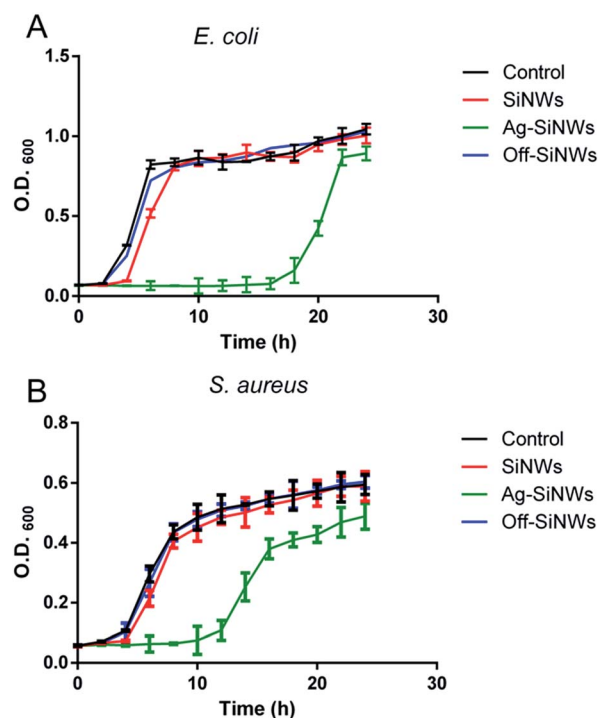 A
E. coli
1.5
1.0
0.5
0.0
O.D. 600
0 10 20 30
Time (h)
Control
SiNWs
Ag-SiNWs
Off-SiNWs
B
S. aureus
0.8
0.6
0.4
0.2
0.0
O.D. 600
0 10 20 30
Time (h)
Control
SiNWs
Ag-SiNWs
Off-SiNWs